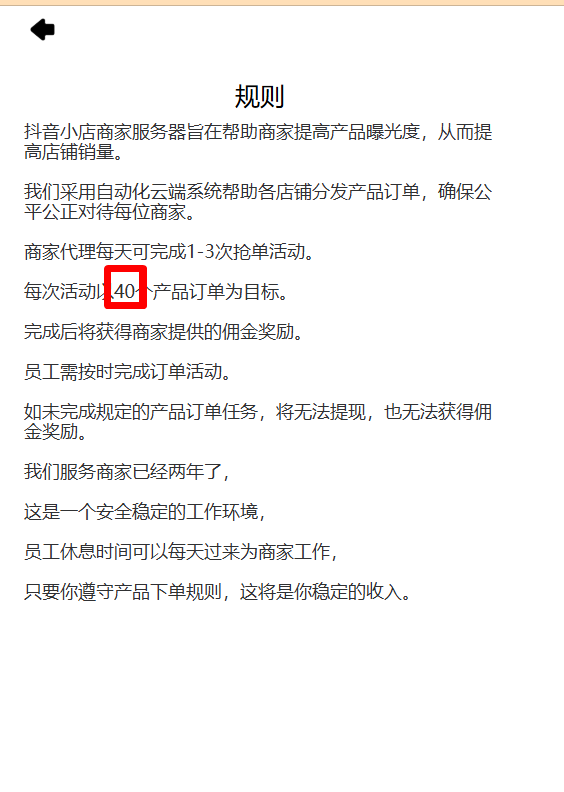 规则
抖音小店商家服务器旨在帮助商家提高产品曝光度，从而提
高店铺销量。
我们采用自动化云端系统帮助各店铺分发产品订单，确保公
平公正对待每位商家。
商家代理每天可完成1-3次抢单活动。
每次活动以40个产品订单为目标。
完成后将获得商家提供的佣金奖励。
员工需按时完成订单活动。
如未完成规定的产品订单任务，将无法提现，也无法获得佣
金奖励。
我们服务商家已经两年了，
这是一个安全稳定的工作环境，
员工休息时间可以每天过来为商家工作，
只要你遵守产品下单规则，这将是你稳定的收入。